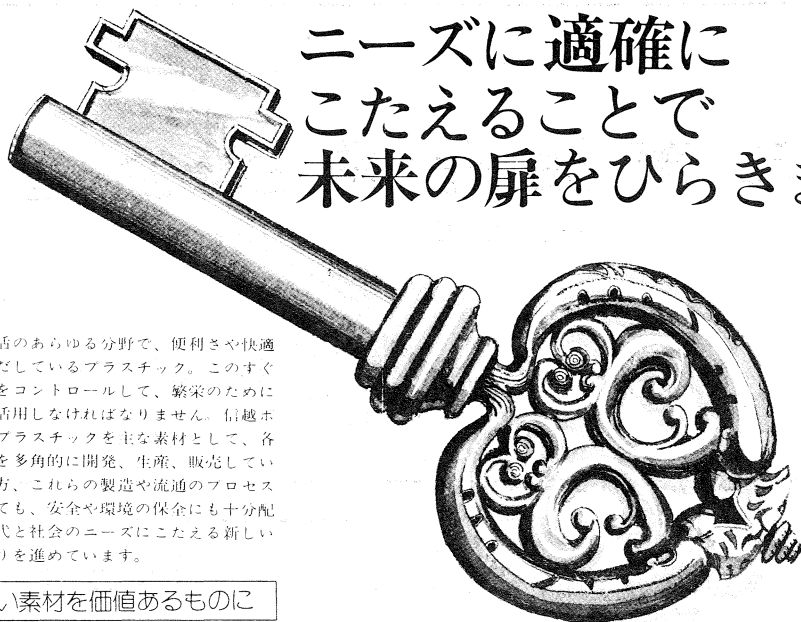 ニーズに適確に
こたえることで
未来の扉をひらきま
活のあらゆる分野で、便利さや快適
だしているプラスチック。このすぐ
をコントロールして、繁栄のために
活用しなければなりません。信越ホ
プラスチックを主な素材として、各
を多角的に開発、生産、販売してい
方、これらの製造や流通のプロセス
ても、安全や環境の保全にも十分配
代と社会のニーズにこたえる新しい
りを進めています。
い素材を価値あるものに